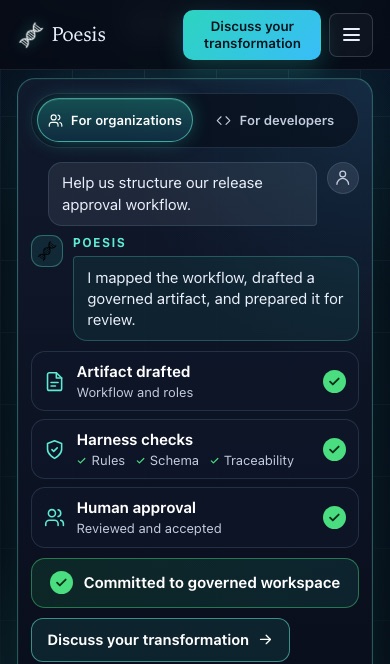 Poesis
Discuss your
transformation
For organizations
For developers
Help us structure our release
approval workflow.
POESIS
I mapped the workflow, drafted a
governed artifact, and prepared it for
review.
Artifact drafted
Workflow and roles
Harness checks
Rules Schema Traceability
Human approval
Reviewed and accepted
Committed to governed workspace
Discuss your transformation →